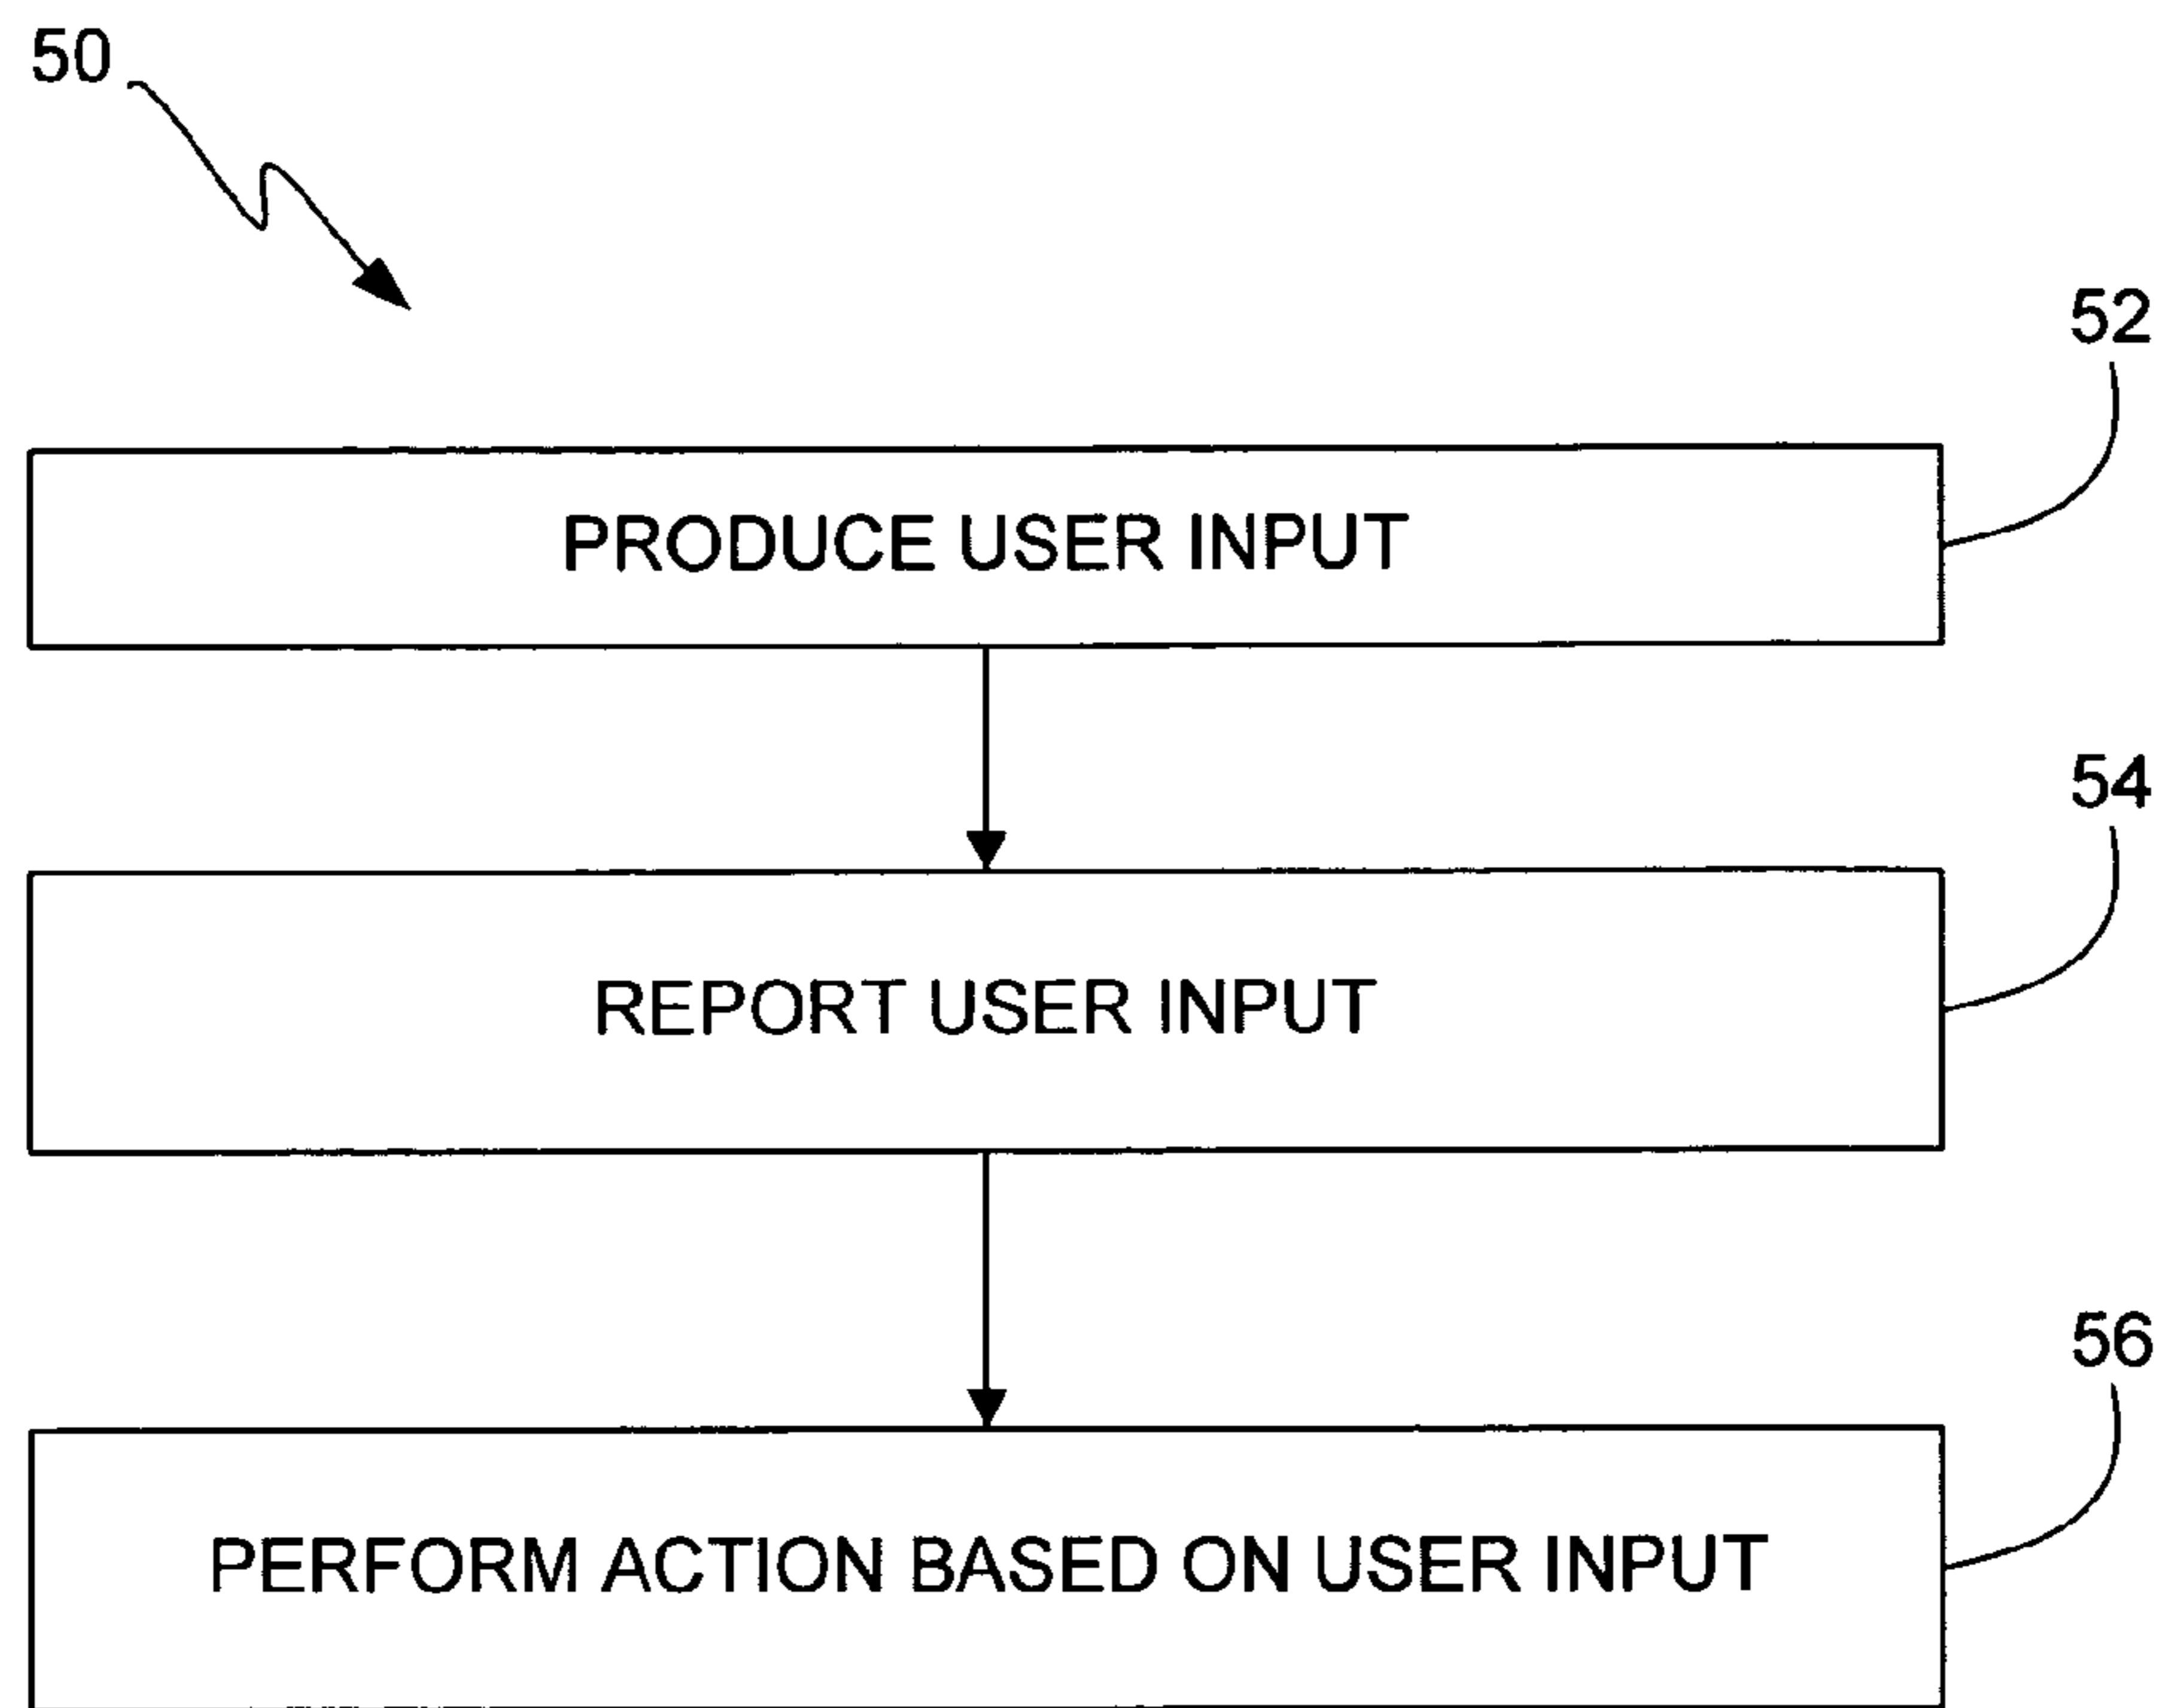 50
52
PRODUCE USER INPUT
54
REPORT USER INPUT
56
PERFORM ACTION BASED ON USER INPUT